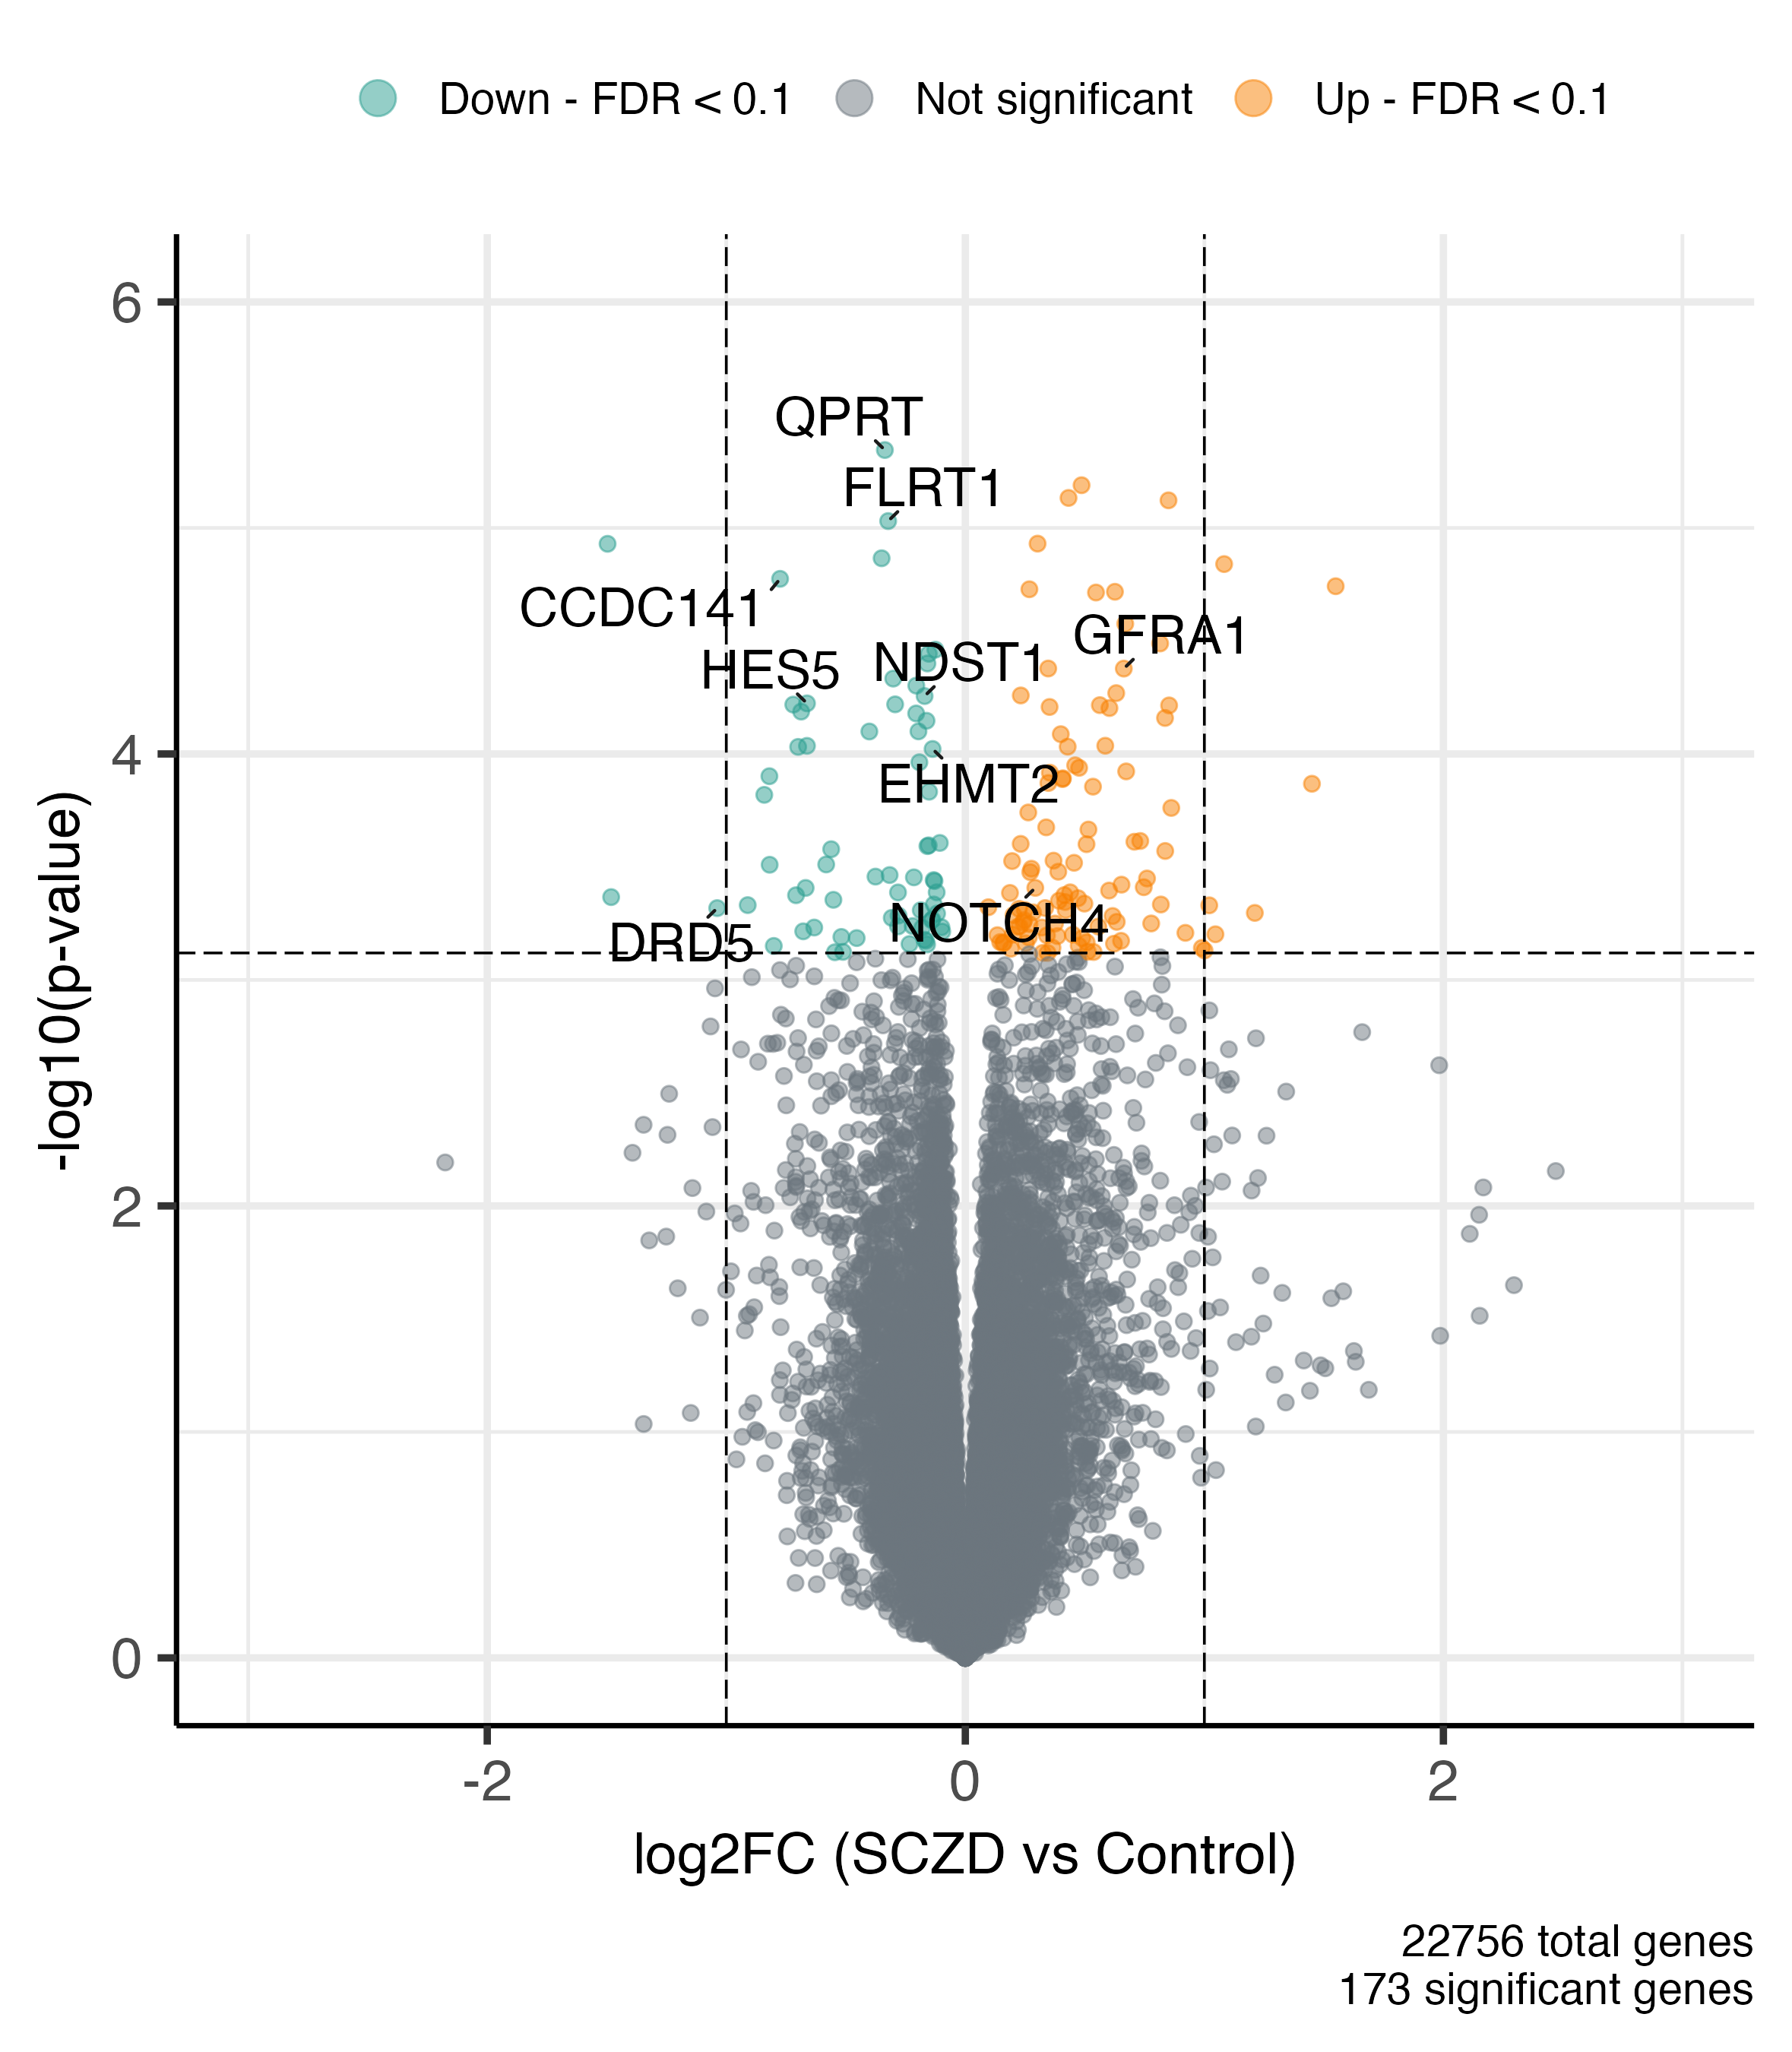 Down - FDR < 0.1
Not significant
Up - FDR < 0.1
6
QPRT
FLRT1
CCDC141
GFRA1
NDST1
HES5
4
EHMT2
NOTCH4
DRD5
-log10(p-value)
2
0
-2
0
2
log2FC (SCZD vs Control)
22756 total genes
173 significant genes